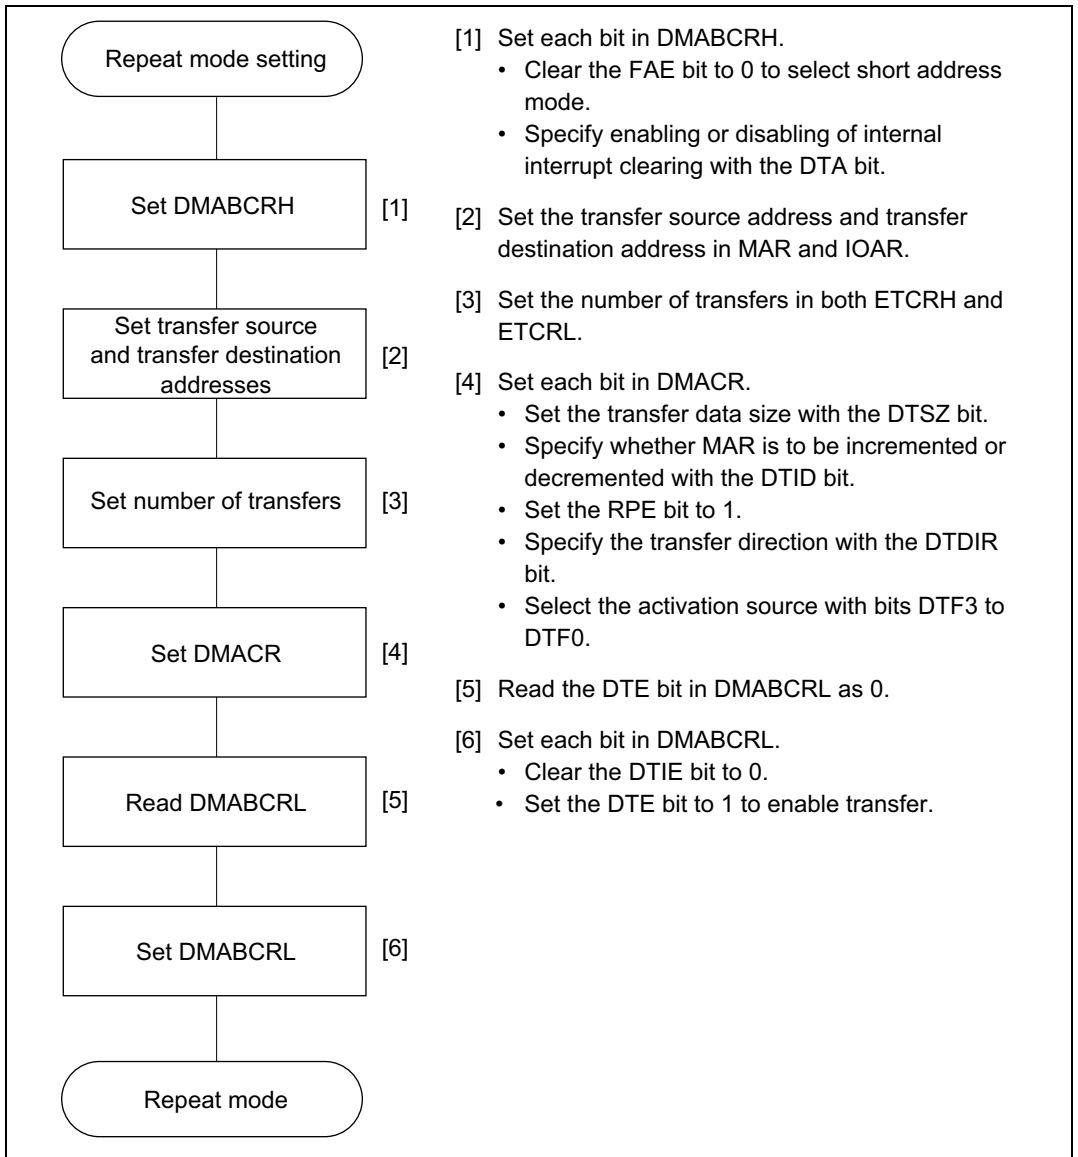 Repeat mode setting
Set DMABCRH [1]
Set transfer source
and transfer destination [2]
addresses
Set number of transfers [3]
Set DMACR [4]
Read DMABCRL [5]
Set DMABCRL [6]
Repeat mode
[1] Set each bit in DMABCRH.
• Clear the FAE bit to 0 to select short address
mode.
• Specify enabling or disabling of internal
interrupt clearing with the DTA bit.
[2] Set the transfer source address and transfer
destination address in MAR and IOAR.
[3] Set the number of transfers in both ETCRH and
ETCRL.
[4] Set each bit in DMACR.
• Set the transfer data size with the DTSZ bit.
• Specify whether MAR is to be incremented or
decremented with the DTID bit.
• Set the RPE bit to 1.
• Specify the transfer direction with the DTDIR
bit.
• Select the activation source with bits DTF3 to
DTF0.
[5] Read the DTE bit in DMABCRL as 0.
[6] Set each bit in DMABCRL.
• Clear the DTIE bit to 0.
• Set the DTE bit to 1 to enable transfer.